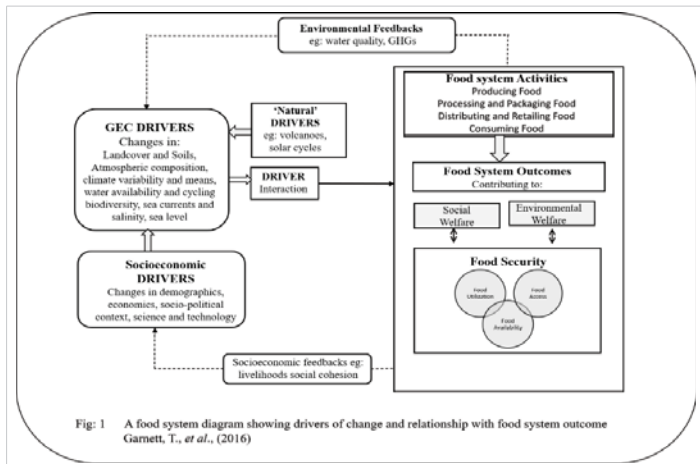 Environmental Feedbacks
eg: water quality, GHGs
Food system Activities
Producing Food
Processing and Packaging Food
Distributing and Retailing Food
Consuming Food
'Natural'
DRIVERS
eg: volcanoes,
solar cycles
GEC DRIVERS
Changes in:
Landcover and Soils,
Atmospheric composition,
climate variability and means,
water availability and cycling
biodiversity, sea currents and
salinity, sea level
DRIVER
Interaction
Food System Outcomes
Contributing to:
Social
Welfare
Environmental
Welfare
Socioeconomic
DRIVERS
Changes in demographics,
economics, socio-political
context, science and technology
Food Security
Food
Utilization
Food
Access
Food
Availability
Socioeconomic feedbacks eg:
livelihoods social cohesion
Fig: 1 A food system diagram showing drivers of change and relationship with food system outcome
Garnett, T., et al., (2016)